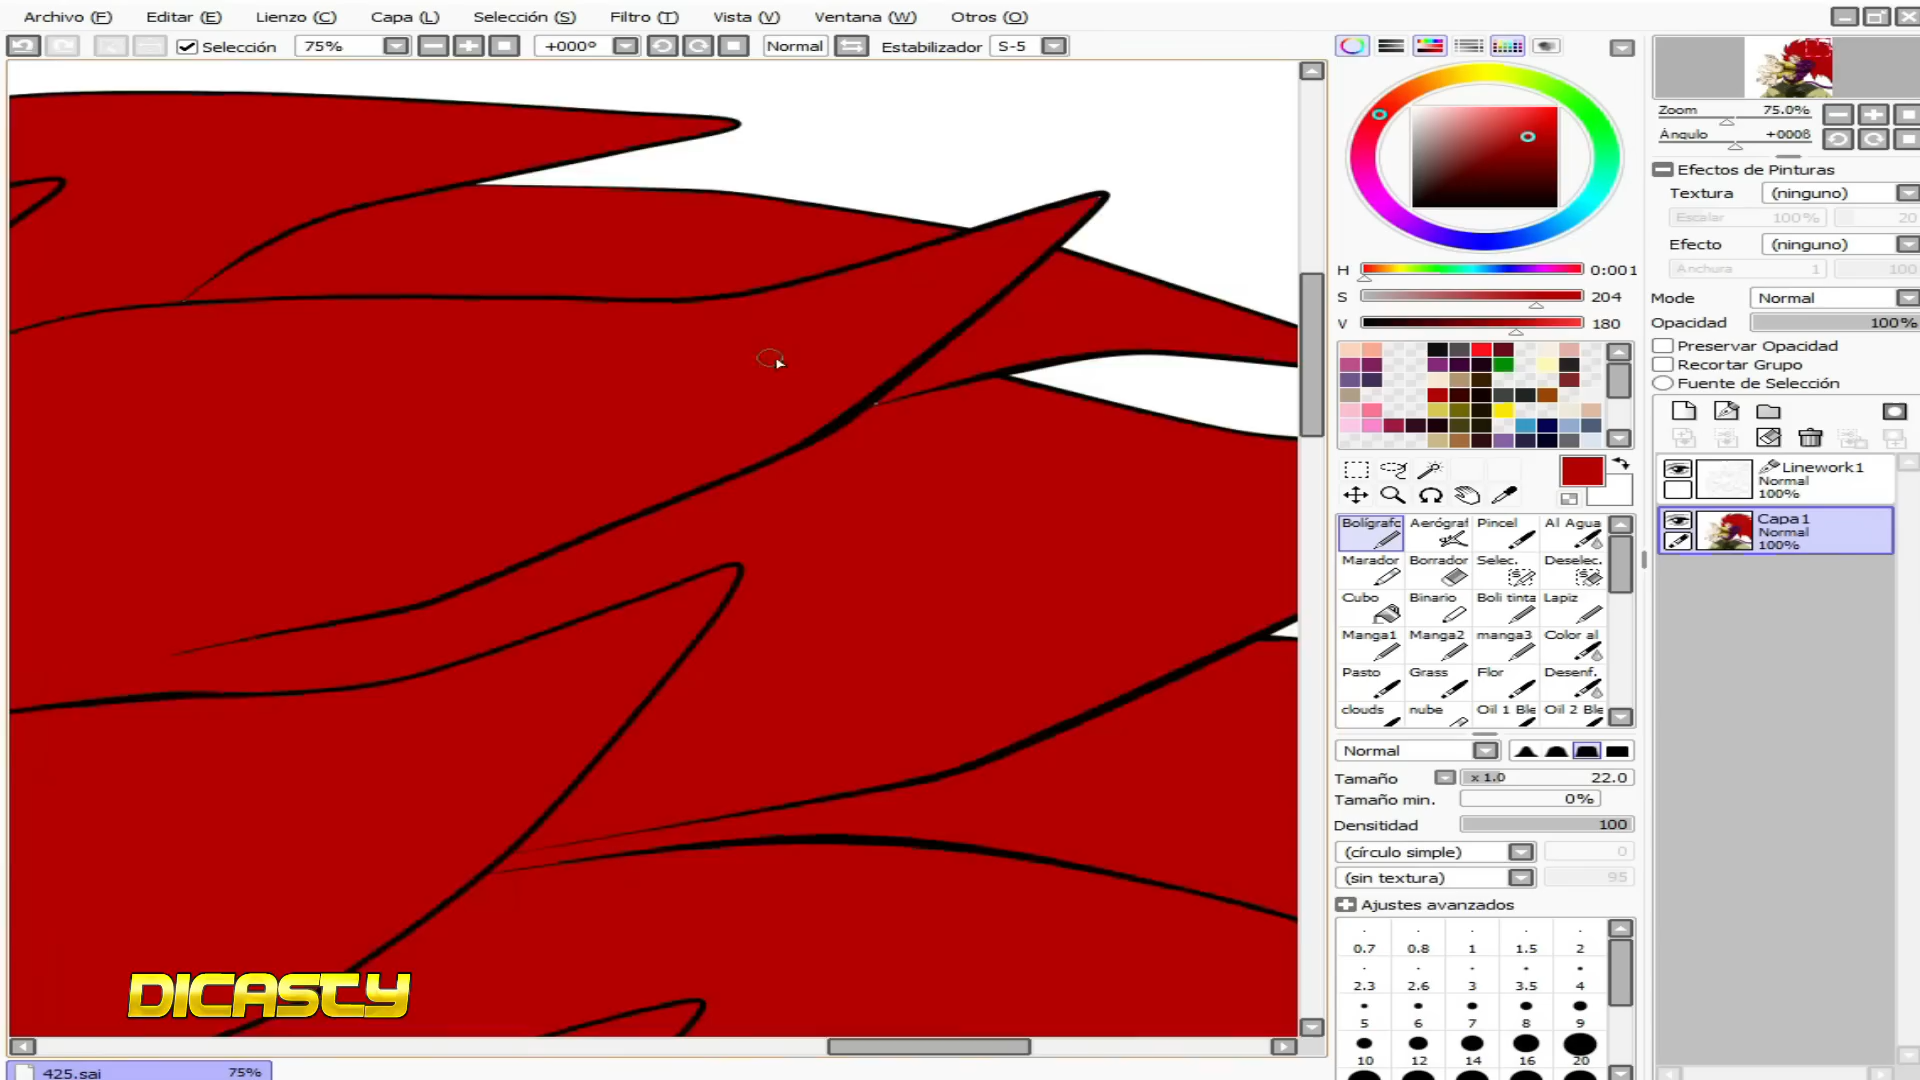 Archivo (F) Editar (E) Lienzo (C) Capa (L) Selección (S) Filtro (T) Vista (V) Ventana (W) Otros (O)
Selección 75% +000° Normal Estabilizador S-5
Zoom 75.0%
Ángulo +000ß
Efectos de Pinturas
Textura (ninguno)
Escalar 100% 20
Efecto (ninguno)
Anchura 1 100
Modo Normal
Opacidad 100%
Preservar Opacidad
Recortar Grupo
Fuente de Selección
H 0:001
S 204
V 180
Linework1
Normal
100%
Capa1
Normal
100%
Bolígrafo Aerógraf Pincel Al Agua
Marador Borrador Selec. Deselec.
Cubo Binario Boli tinta Lapiz
Manga1 Manga2 manga3 Color al
Pasto Grass Flor Desenf.
clouds nube Oil 1 Ble Oil 2 Ble
Normal
Tamaño x 1.0 22.0
Tamaño min. 0%
Densitidad 100
(círculo simple) 0
(sin textura) 95
Ajustes avanzados
0.7 0.8 1 1.5 2
2.3 2.6 3 3.5 4
5 6 7 8 9
10 12 14 16 20
DICASTY
425.sai 75%